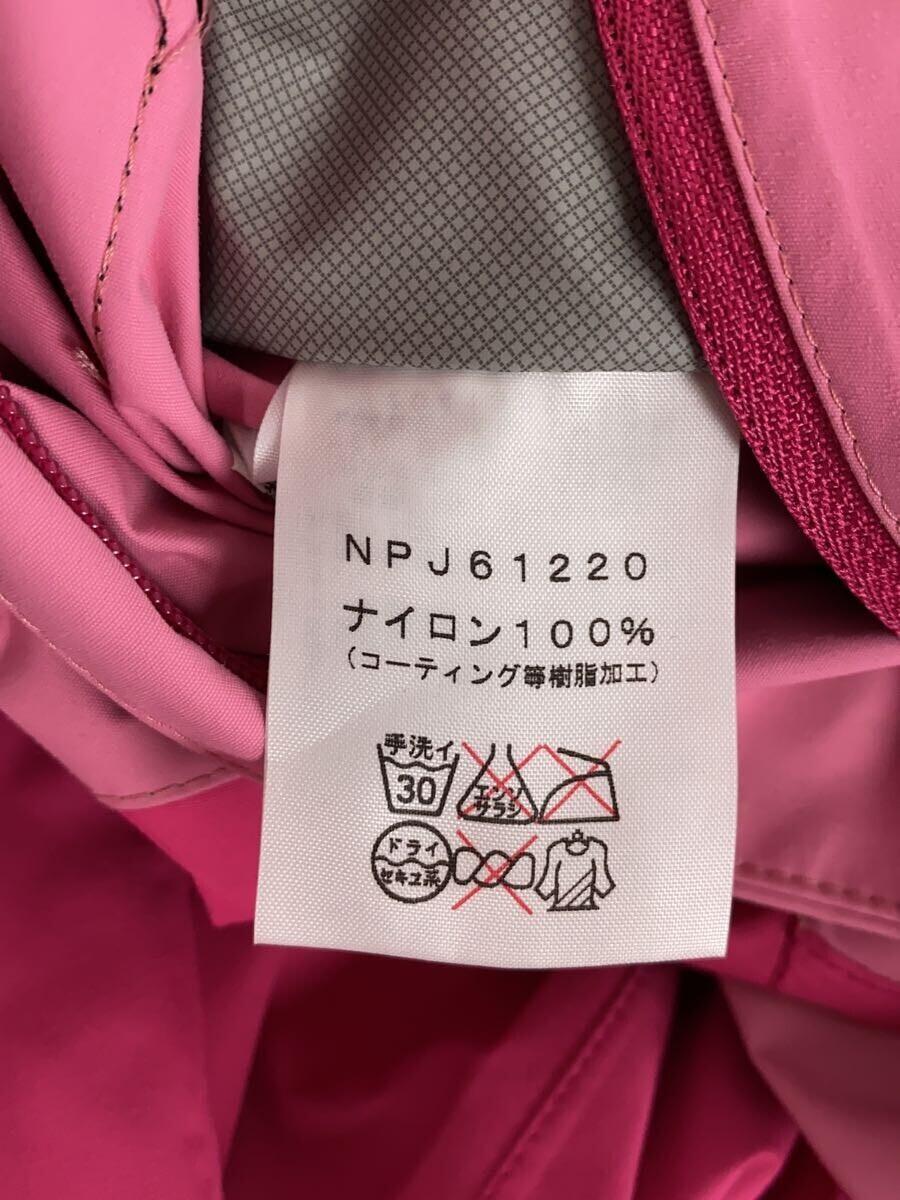 NPJ61220
ナイロン100%
(コーティング等樹脂加工)
手洗イ
30
エンソ
サラシ
ドライ
セキユ系